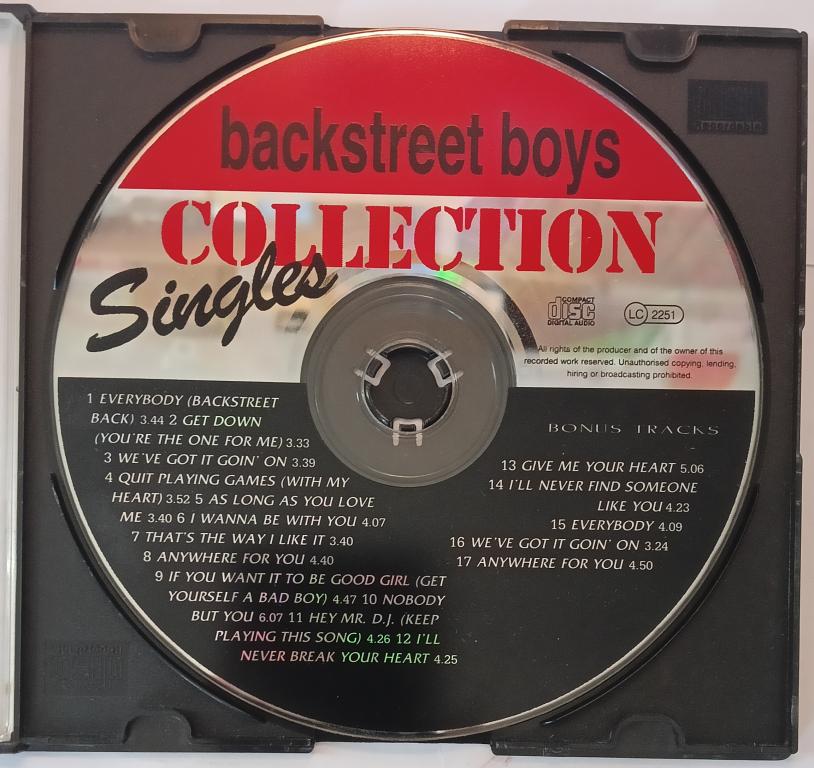 backstreet boys
COLLECTION
Singles
COMPACT
disc
DIGITAL AUDIO
LC 2251
All rights of the producer and of the owner of this
recorded work reserved. Unauthorised copying, lending,
hiring or broadcasting prohibited.
1 EVERYBODY (BACKSTREET
BACK) 3.44 2 GET DOWN
(YOU'RE THE ONE FOR ME) 3.33
3 WE'VE GOT IT GOIN' ON 3.39
4 QUIT PLAYING GAMES (WITH MY
HEART) 3.52 5 AS LONG AS YOU LOVE
ME 3.40 6 I WANNA BE WITH YOU 4.07
7 THAT'S THE WAY I LIKE IT 3.40
8 ANYWHERE FOR YOU 4.40
9 IF YOU WANT IT TO BE GOOD GIRL (GET
YOURSELF A BAD BOY) 4.47 10 NOBODY
BUT YOU 6.07 11 HEY MR. D.J. (KEEP
PLAYING THIS SONG) 4.26 12 I'LL
NEVER BREAK YOUR HEART 4.25
BONUS TRACKS
13 GIVE ME YOUR HEART 5.06
14 I'LL NEVER FIND SOMEONE
LIKE YOU 4.23
15 EVERYBODY 4.09
16 WE'VE GOT IT GOIN' ON 3.24
17 ANYWHERE FOR YOU 4.50